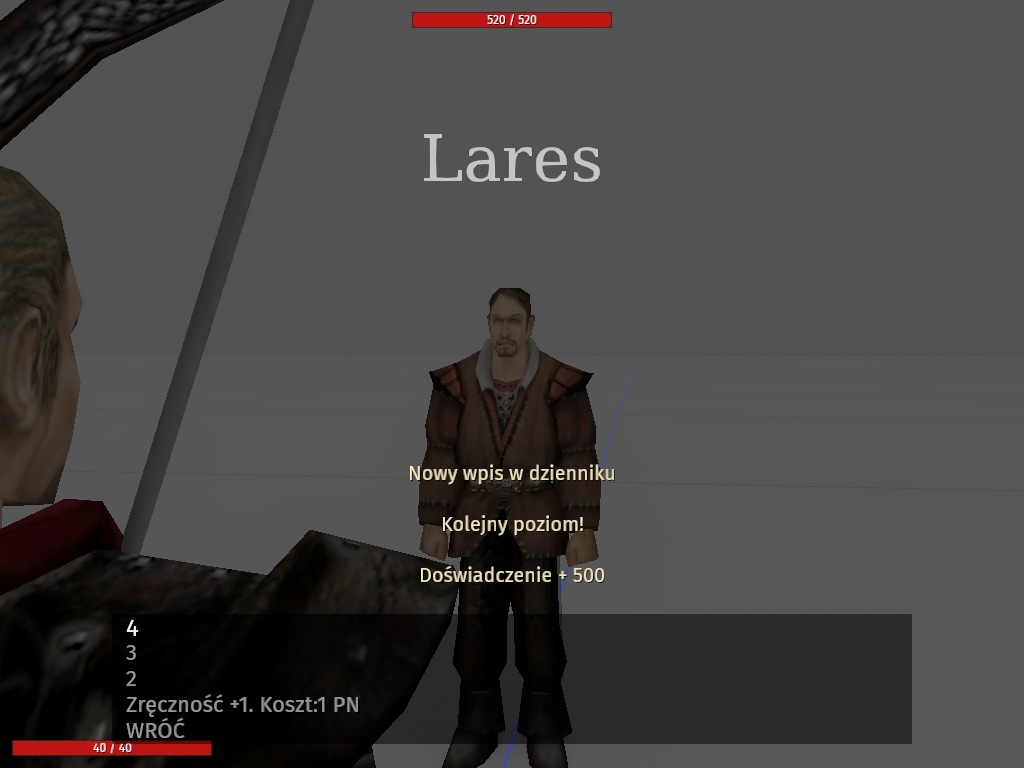 520 / 520
Lares
Nowy wpis w dzienniku
Kolejny poziom!
Doświadczenie + 500
4
3
2
Zręczność +1. Koszt:1 PN
WRÓĆ
40 / 40